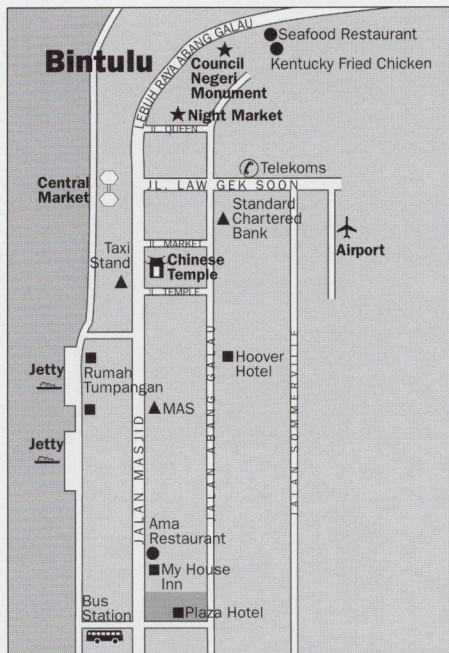 Bintulu
LEBUH RAYA ABANG GALAU
Seafood Restaurant
Kentucky Fried Chicken
Council
Negeri
Monument
Night Market
JL. QUEEN
Telekoms
JL. LAW GEK SOON
Central
Market
Standard
Chartered
Bank
Airport
JL. MARKET
Taxi
Stand
Chinese
Temple
JL. TEMPLE
Jetty
Rumah
Tumpangan
Hoover
Hotel
MAS
Jetty
JALAN MASJID
JALAN ABANG GALAU
JALAN SOMMERVILLE
Ama
Restaurant
My House
Inn
Bus
Station
Plaza Hotel